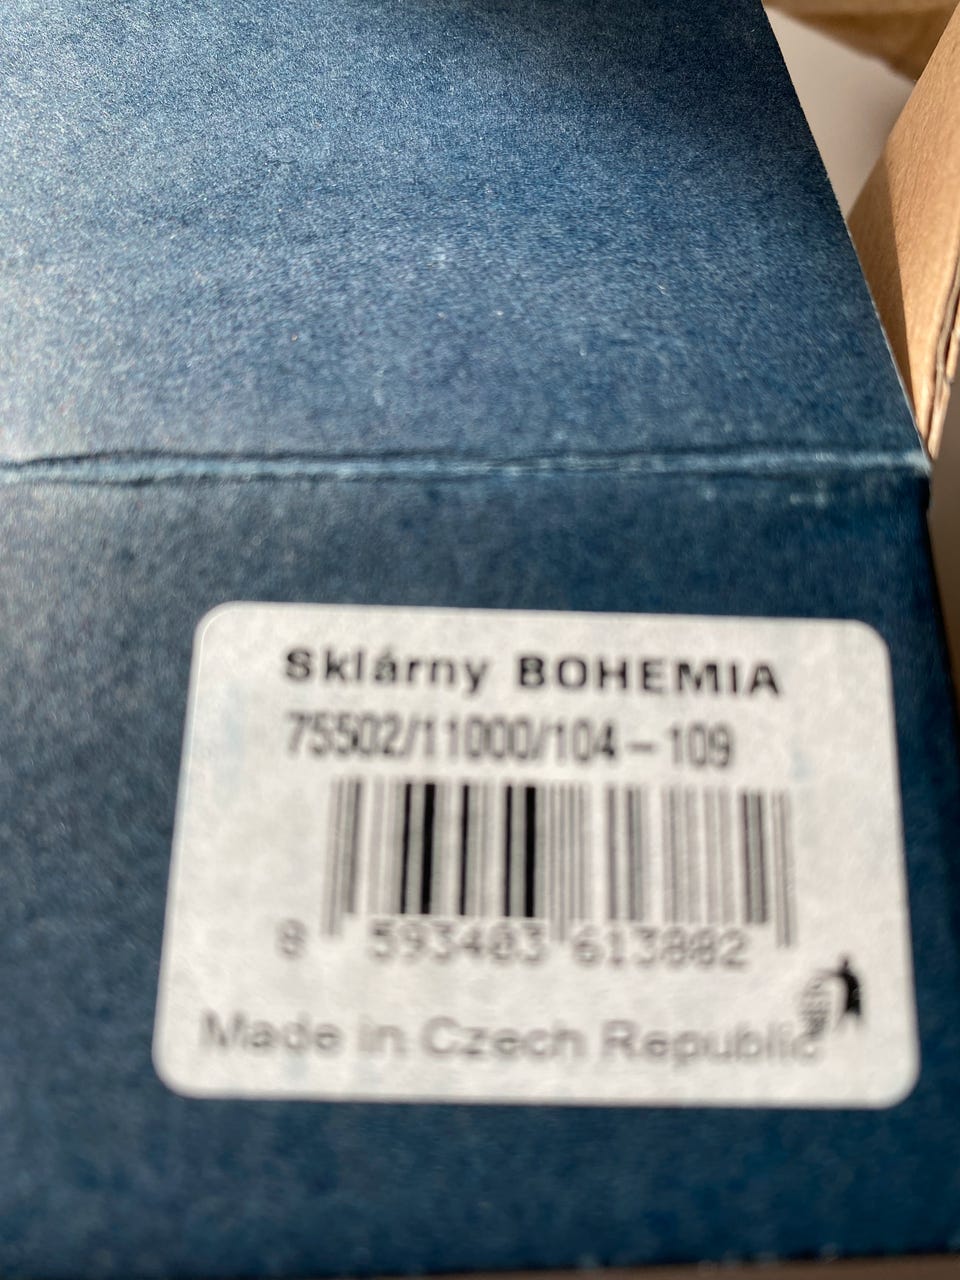 Sklárny BOHEMIA
75502/11000/104 – 109
8 593403 613882
Made in Czech Republic